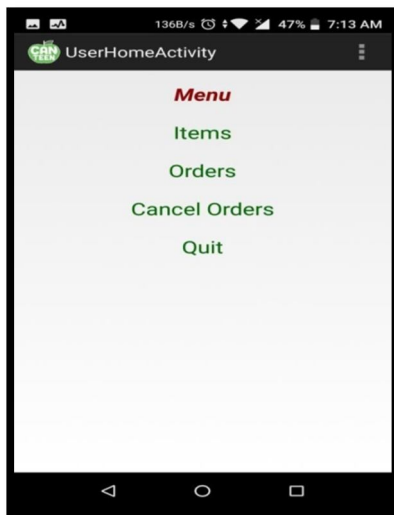 136B/s 47% 7:13 AM
CAN
TEEN
UserHomeActivity
Menu
Items
Orders
Cancel Orders
Quit